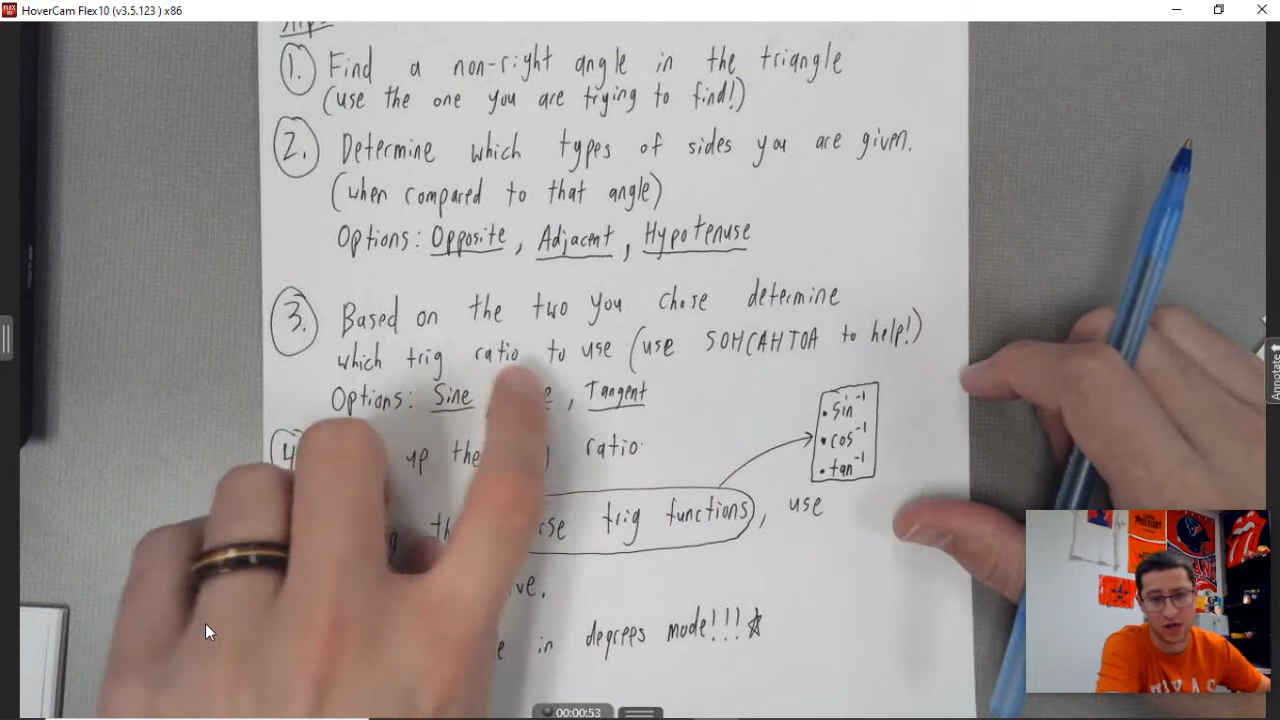 HoverCam Flex10 (v3.5.123 ) x86
Steps
1. Find a non-right angle in the triangle
(use the one you are trying to find!)
2. Determine which types of sides you are given.
(when compared to that angle)
Options: Opposite, Adjacent, Hypotenuse
3. Based on the two you chose determine
which trig ratio to use (use SOHCAHTOA to help!)
Options: Sine , Tangent
• sin⁻¹
• cos⁻¹
• tan⁻¹
4. up the ratio
trig functions, use
in degrees mode!!! ☆
Annotate
TEXAS
00:00:53